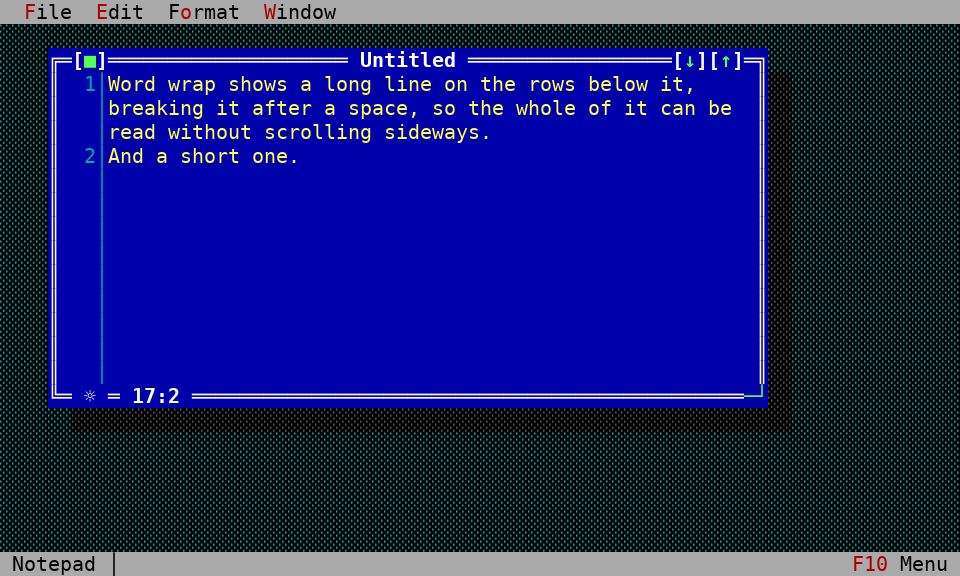 File Edit Format Window
[■] Untitled [↓][↑]
1 Word wrap shows a long line on the rows below it,
breaking it after a space, so the whole of it can be
read without scrolling sideways.
2 And a short one.
☼ 17:2
Notepad F10 Menu